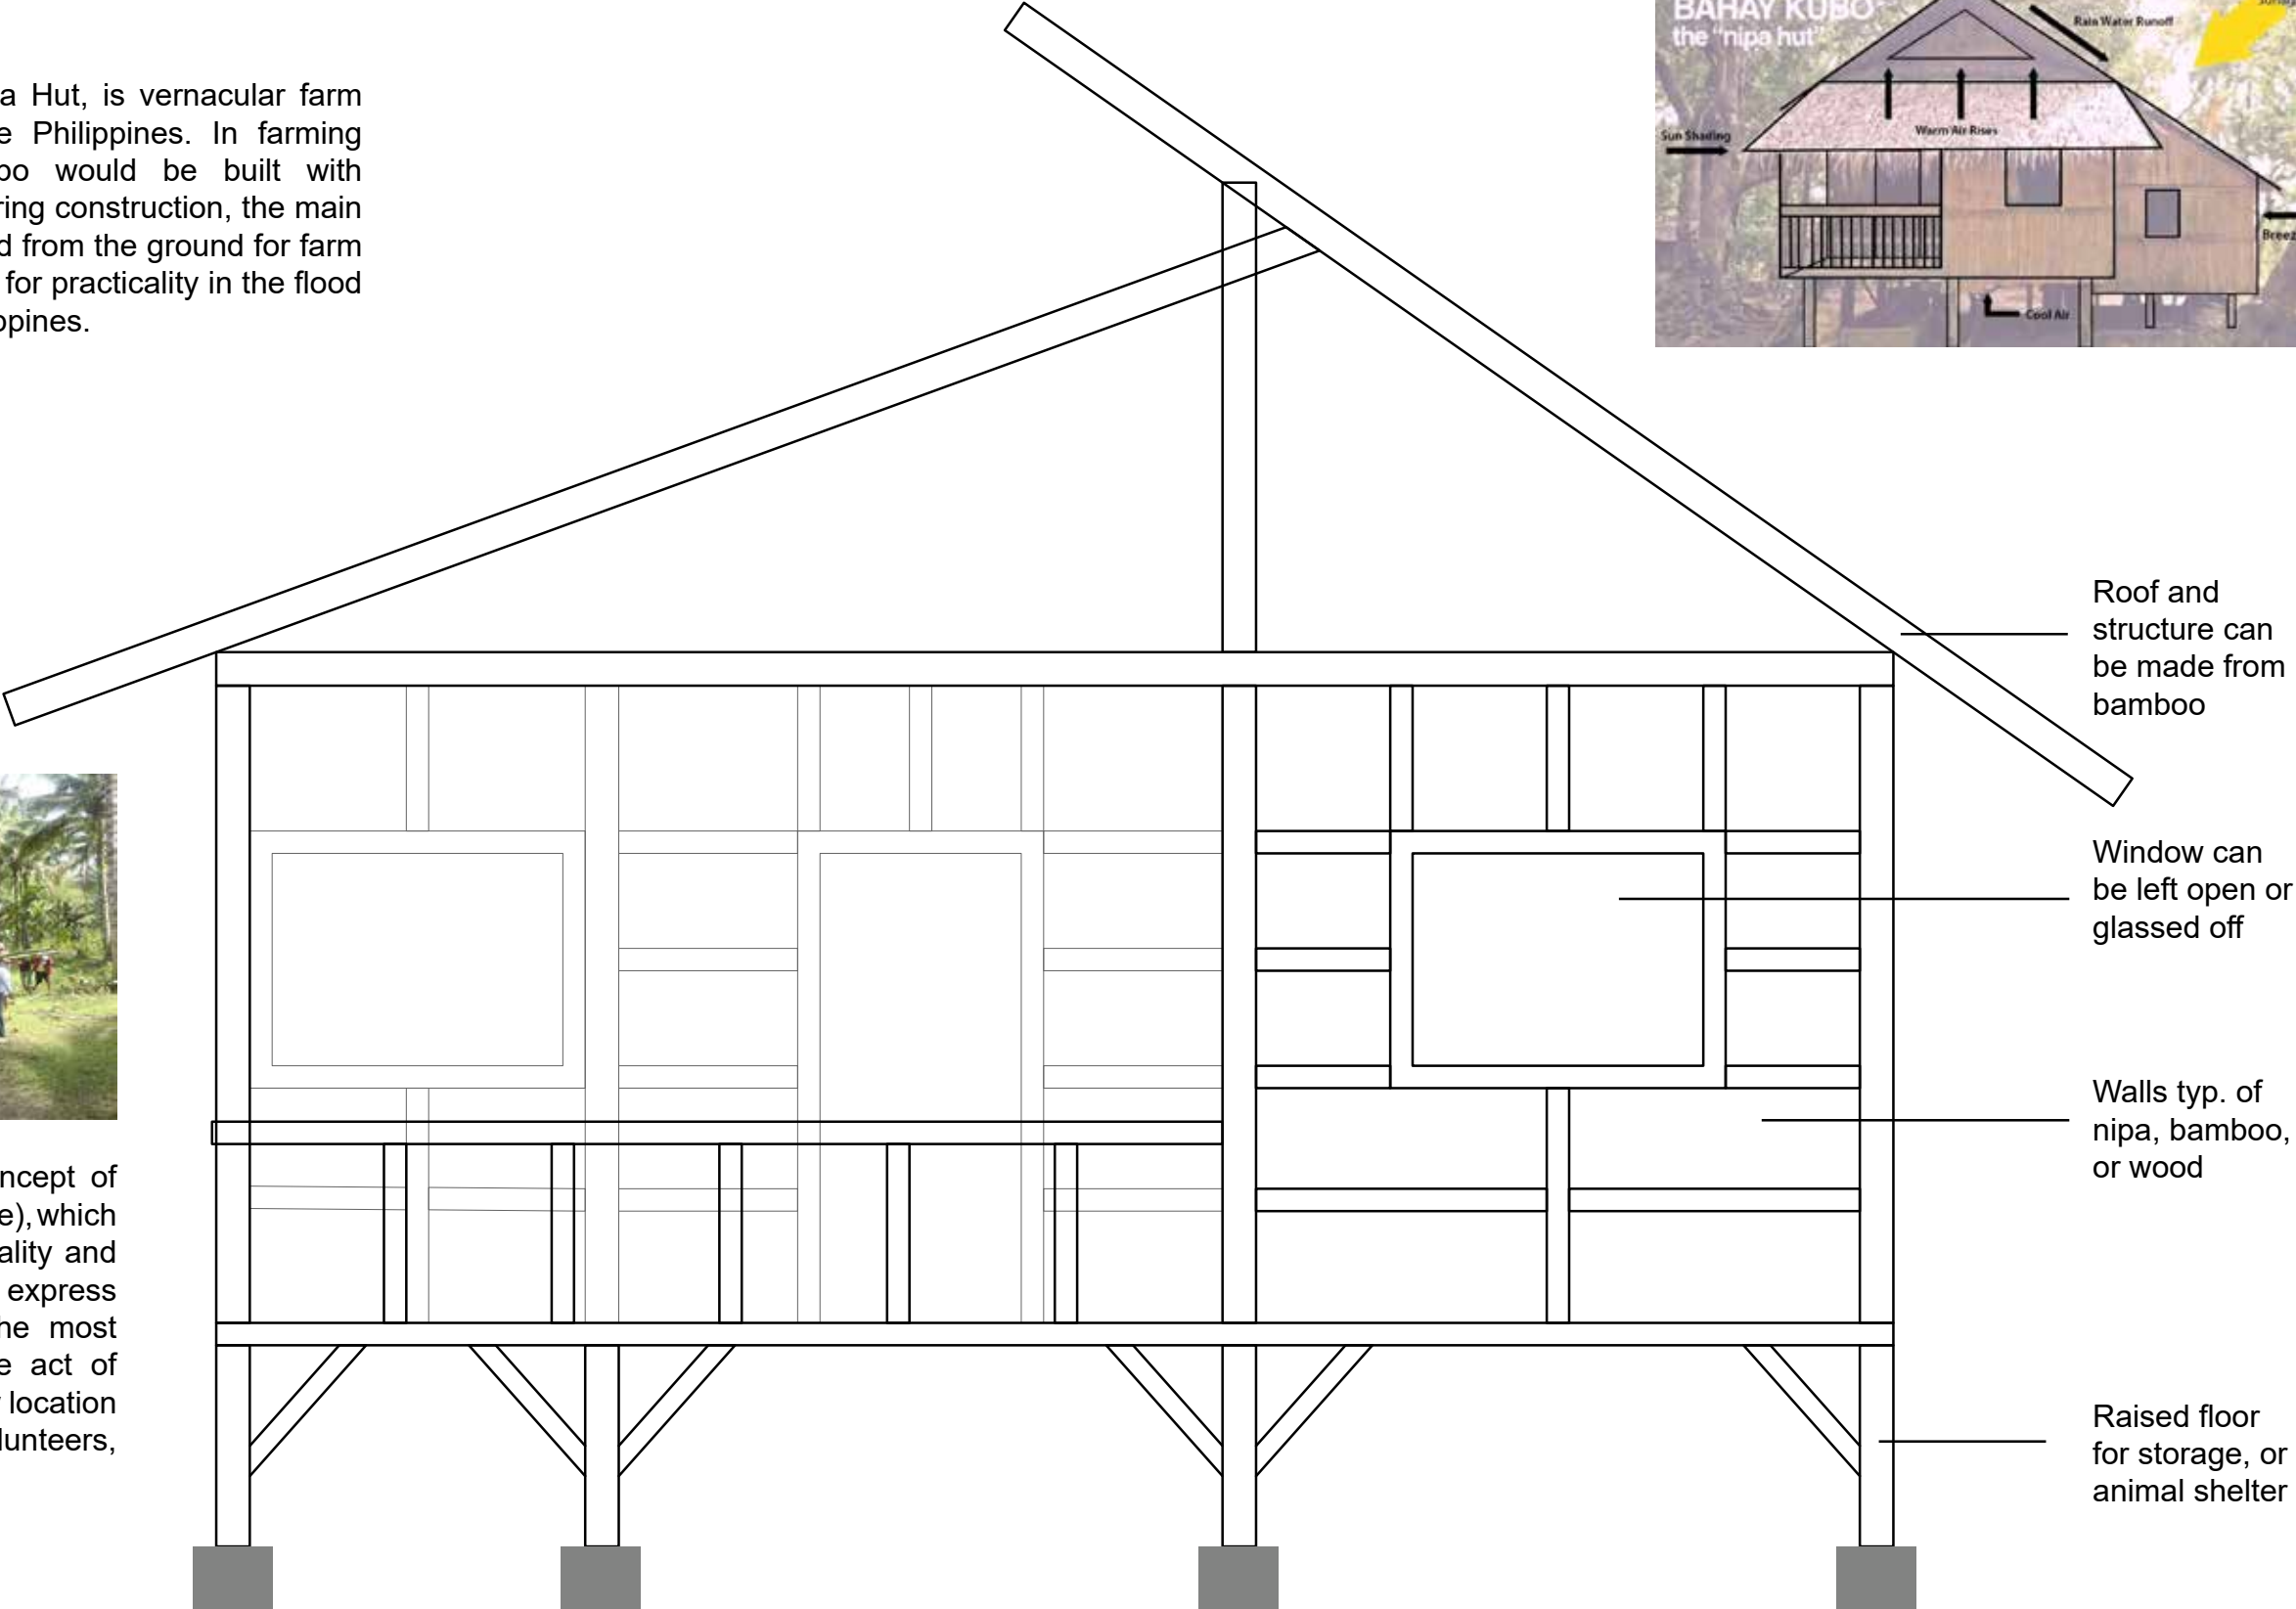 a Hut, is vernacular farm
e Philippines. In farming
bo would be built with
ring construction, the main
d from the ground for farm
for practicality in the flood
ppines.
BAHAY KUBO
the "nipa hut"
Rain Water Runoff
Sun Shading
Warm Air Rises
Breez
Cool Air
Roof and
structure can
be made from
bamboo
Window can
be left open or
glassed off
Walls typ. of
nipa, bamboo,
or wood
ncept of
e), which
ality and
express
he most
e act of
location
lunteers,
Raised floor
for storage, or
animal shelter